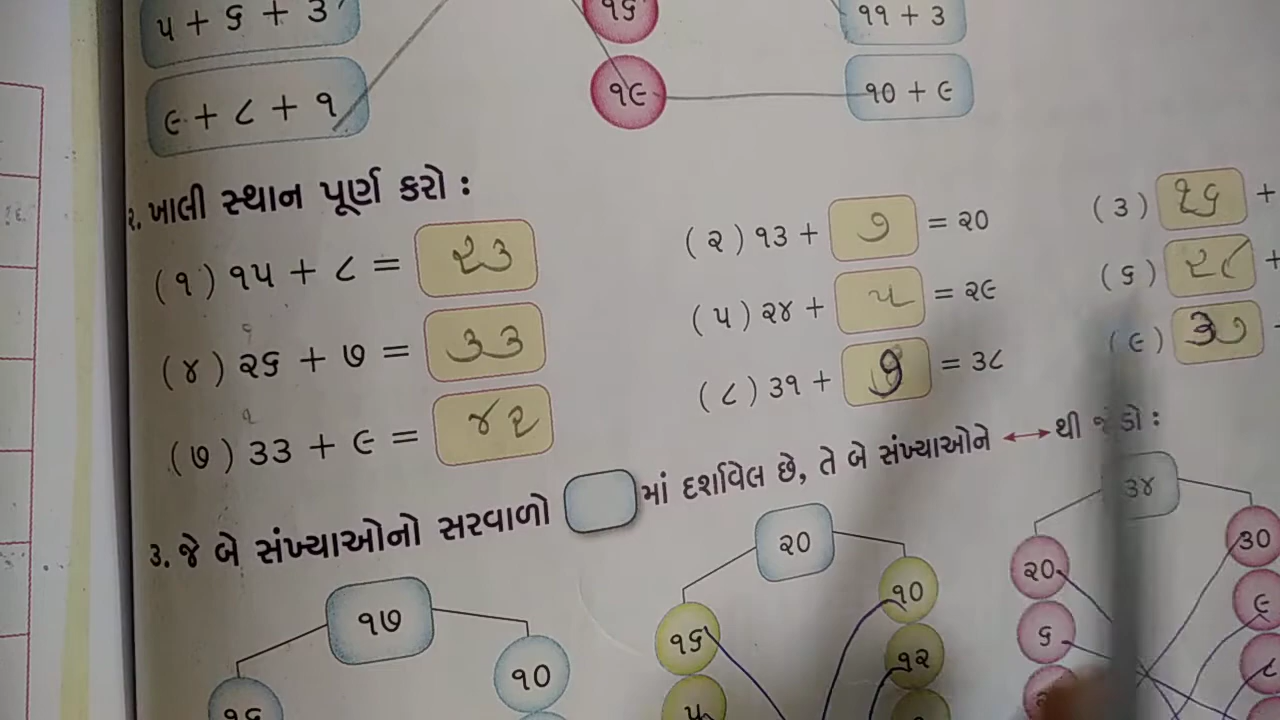 ૫ + ૬ + ૩
૧૬
૧૧ + ૩
૯ + ૮ + ૧
૧૯
૧૦ + ૯
૨. ખાલી સ્થાન પૂર્ણ કરો :
(૧) ૧૫ + ૮ = ૨૩
(૨) ૧૩ + ૭ = ૨૦
(૩) ૧૬ +
(૪) ૨૬ + ૭ = ૩૩
(૫) ૨૪ + ૫ = ૨૯
(૬) ૨૮ +
(૭) ૩૩ + ૯ = ૪૨
(૮) ૩૧ + ૭ = ૩૮
(૯) ૩૭
૩. જે બે સંખ્યાઓનો સરવાળો માં દર્શાવેલ છે, તે બે સંખ્યાઓને ↔ થી જોડો :
૧૭
૨૦
૩૪
૧૦
૧૬ ૧૦
૨૦ ૩૦
૧૨
૬ ૯
૫
૮